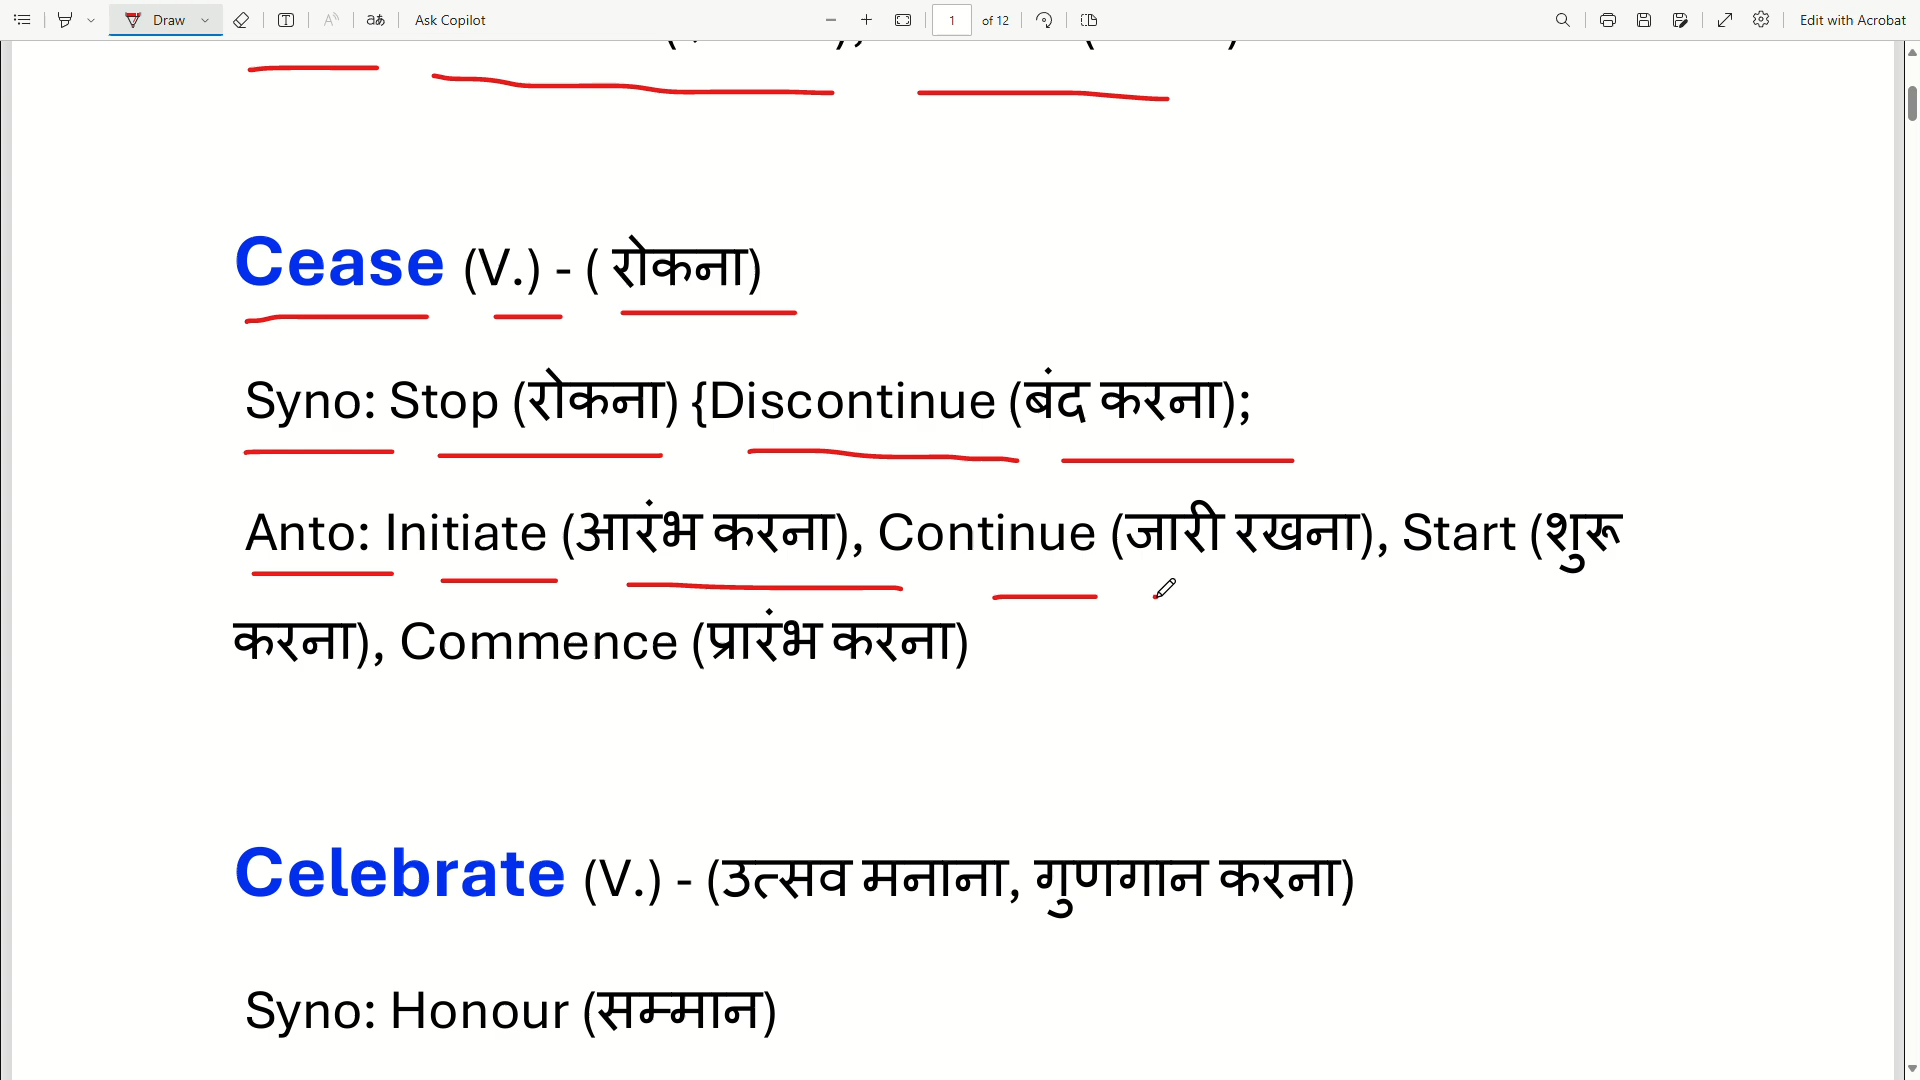 Draw Ask Copilot 1 of 12 Edit with Acrobat
Cease (V.) - ( रोकना)
Syno: Stop (रोकना) {Discontinue (बंद करना);
Anto: Initiate (आरंभ करना), Continue (जारी रखना), Start (शुरू
करना), Commence (प्रारंभ करना)
Celebrate (V.) - (उत्सव मनाना, गुणगान करना)
Syno: Honour (सम्मान)